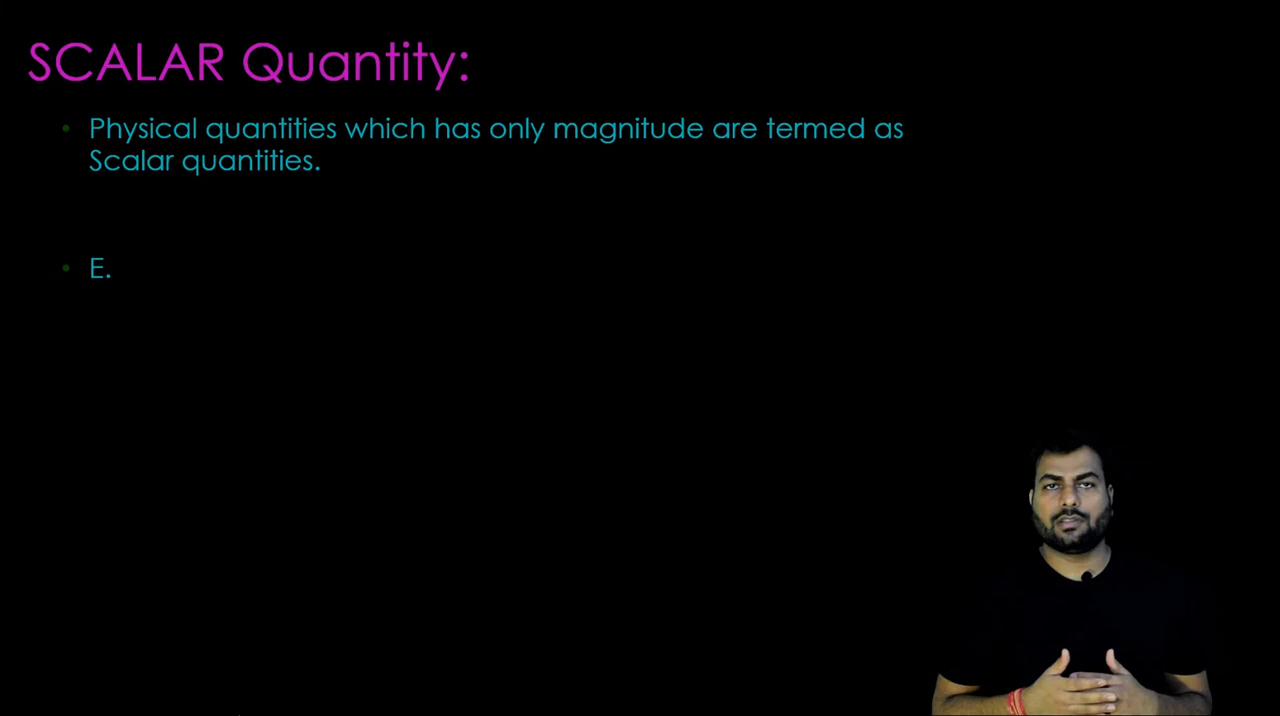 SCALAR Quantity:
• Physical quantities which has only magnitude are termed as
Scalar quantities.
• E.